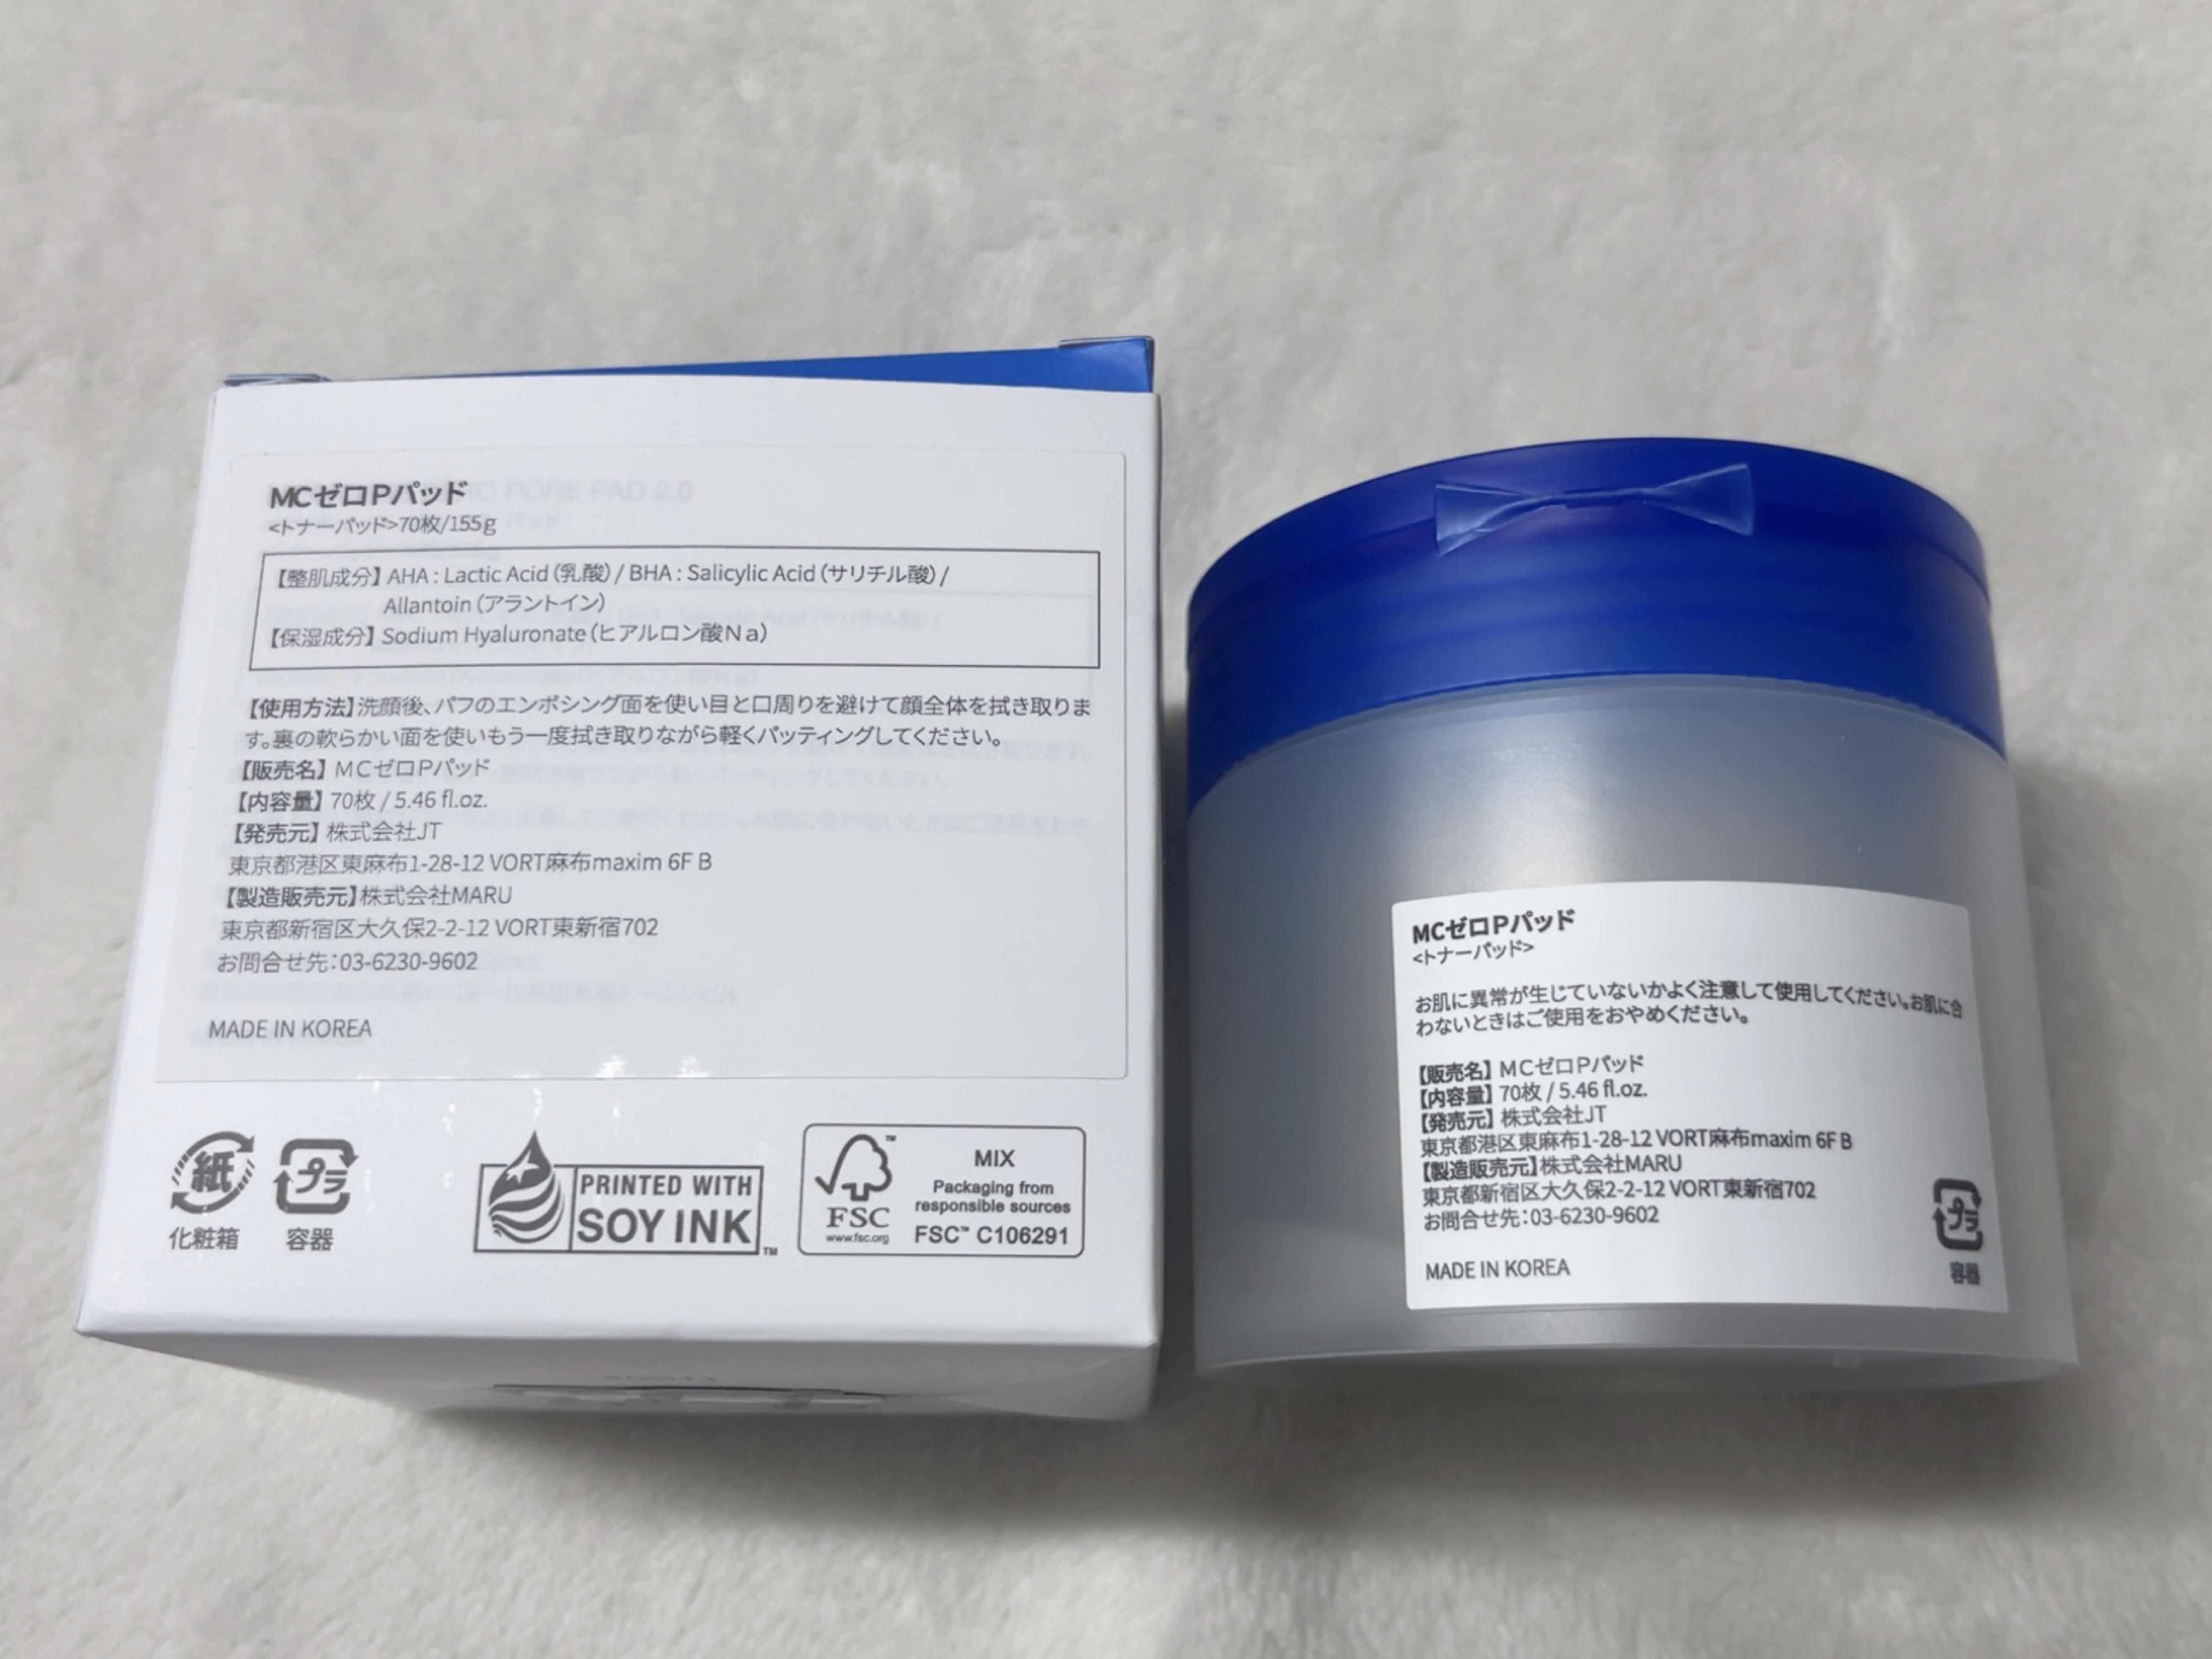 MCゼロPパッド
<トナーパッド>70枚/155g
【整肌成分】AHA : Lactic Acid (乳酸) / BHA : Salicylic Acid (サリチル酸) /
Allantoin (アラントイン)
【保湿成分】Sodium Hyaluronate (ヒアルロン酸Na)
【使用方法】洗顔後、パフのエンボシング面を使い目と口周りを避けて顔全体を拭き取りま
す。裏の軟らかい面を使いもう一度拭き取りながら軽くパッティングしてください。
【販売名】MCゼロPパッド
【内容量】70枚 / 5.46 fl.oz.
【発売元】株式会社JT
東京都港区東麻布1-28-12 VORT麻布maxim 6F B
【製造販売元】株式会社MARU
東京都新宿区大久保2-2-12 VORT東新宿702
お問合せ先:03-6230-9602
MADE IN KOREA
紙
化粧箱
プラ
容器
PRINTED WITH
SOY INK™
FSC
www.fsc.org
MIX
Packaging from
responsible sources
FSC™ C106291
MCゼロPパッド
<トナーパッド>
お肌に異常が生じていないかよく注意して使用してください。お肌に合
わないときはご使用をおやめください。
【販売名】MCゼロPパッド
【内容量】70枚 / 5.46 fl.oz.
【発売元】株式会社JT
東京都港区東麻布1-28-12 VORT麻布maxim 6F B
【製造販売元】株式会社MARU
東京都新宿区大久保2-2-12 VORT東新宿702
お問合せ先:03-6230-9602
MADE IN KOREA
プラ
容器